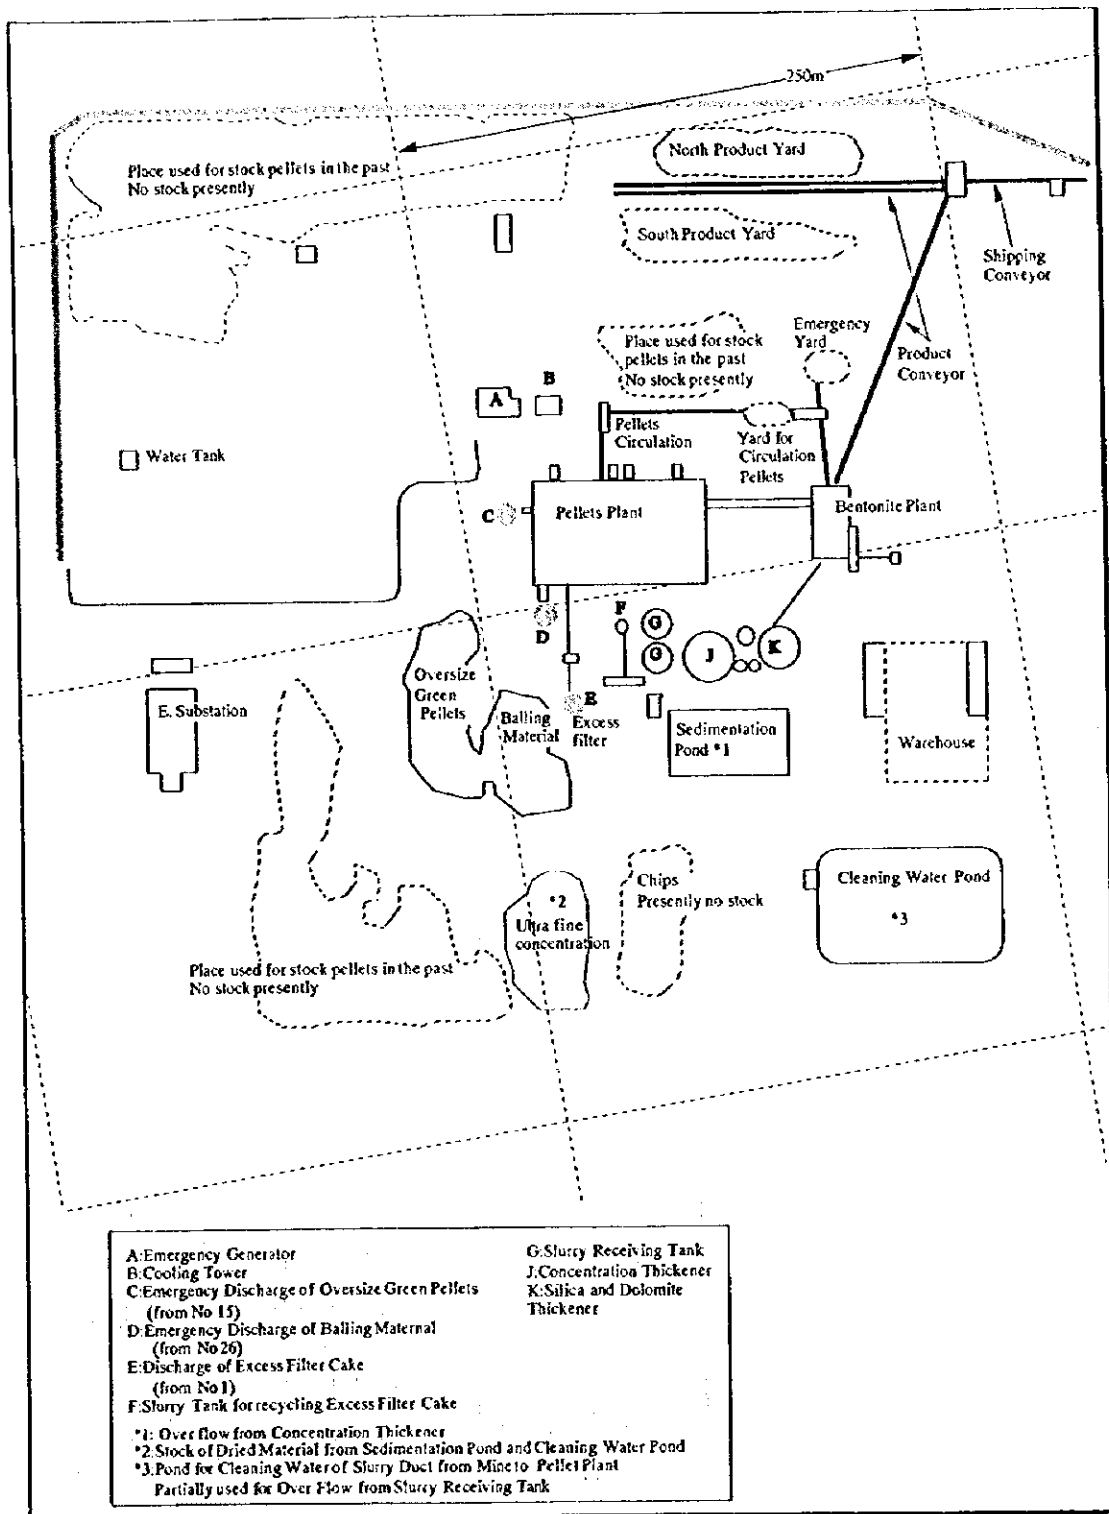 250m
North Product Yard
Place used for stock pellets in the past
No stock presently
South Product Yard
Shipping
Conveyor
Emergency
Yard
Place used for stock
pellets in the past
No stock presently
Product
Conveyor
B
A
Pellets
Circulation
Yard for
Circulation
Pellets
Water Tank
C
Pellets Plant
Bentonite Plant
F
G
D
G
J
K
Oversize
Green
Pellets
E
E. Substation
Balling
Material
Excess
filter
Sedimentation
Pond *1
Warehouse
Chips
Presently no stock
Cleaning Water Pond
*3
*2
Ultra fine
concentration
Place used for stock pellets in the past
No stock presently
A:Emergency Generator
B:Cooling Tower
C:Emergency Discharge of Oversize Green Pellets
(from No 15)
D:Emergency Discharge of Balling Maternal
(from No 26)
E:Discharge of Excess Filter Cake
(from No 1)
F:Slurry Tank for recycling Excess Filter Cake
G:Slurry Receiving Tank
J:Concentration Thickener
K:Silica and Dolomite
Thickener
*1: Over flow from Concentration Thickener
*2:Stock of Dried Material from Sedimentation Pond and Cleaning Water Pond
*3:Pond for Cleaning Water of Slurry Duct from Mine to Pellet Plant
Partially used for Over Flow from Slurry Receiving Tank